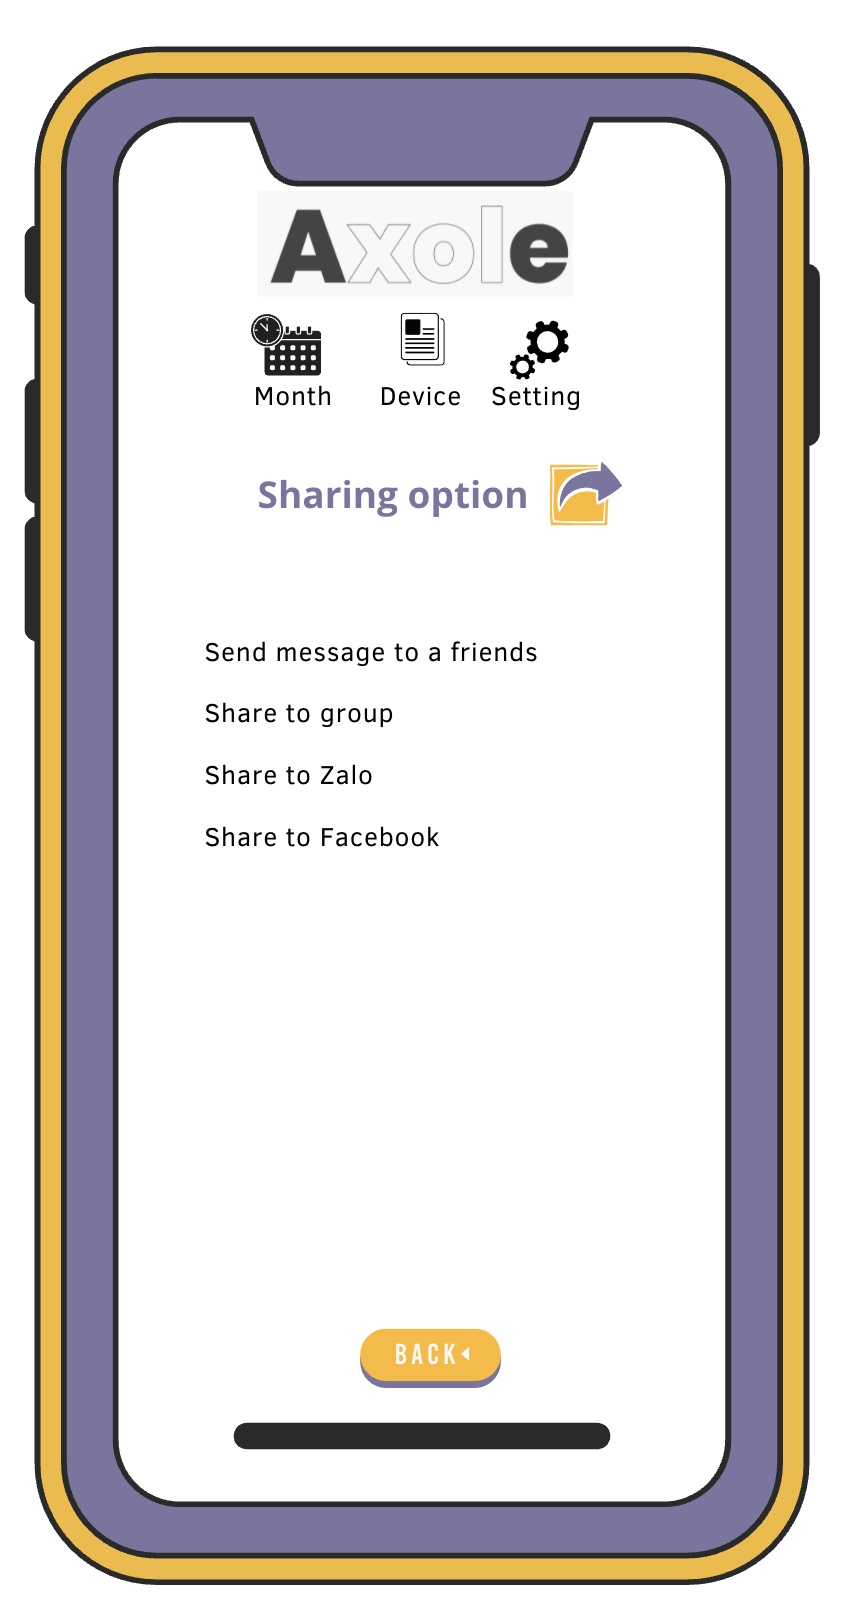 Axole
Month Device Setting
Sharing option
Send message to a friends
Share to group
Share to Zalo
Share to Facebook
BACK